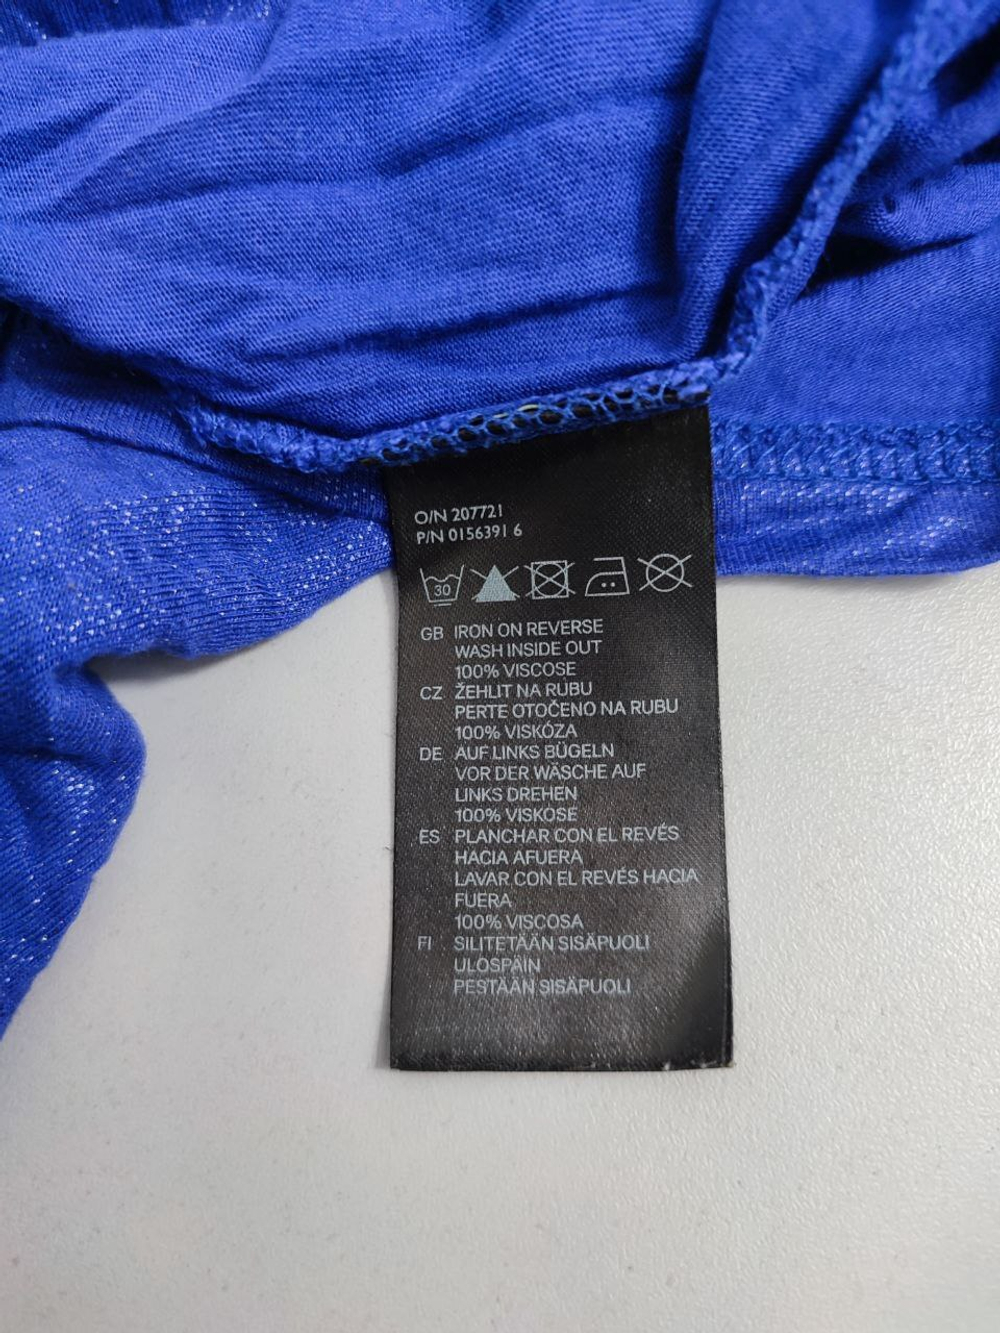 O/N 207721
P/N 0156391 6
30
GB IRON ON REVERSE
WASH INSIDE OUT
100% VISCOSE
CZ ŽEHLIT NA RUBU
PERTE OTOČENO NA RUBU
100% VISKÓZA
DE AUF LINKS BÜGELN
VOR DER WÄSCHE AUF
LINKS DREHEN
100% VISKOSE
ES PLANCHAR CON EL REVÉS
HACIA AFUERA
LAVAR CON EL REVÉS HACIA
FUERA
100% VISCOSA
FI SILITETÄÄN SISÄPUOLI
ULOSPÄIN
PESTÄÄN SISÄPUOLI